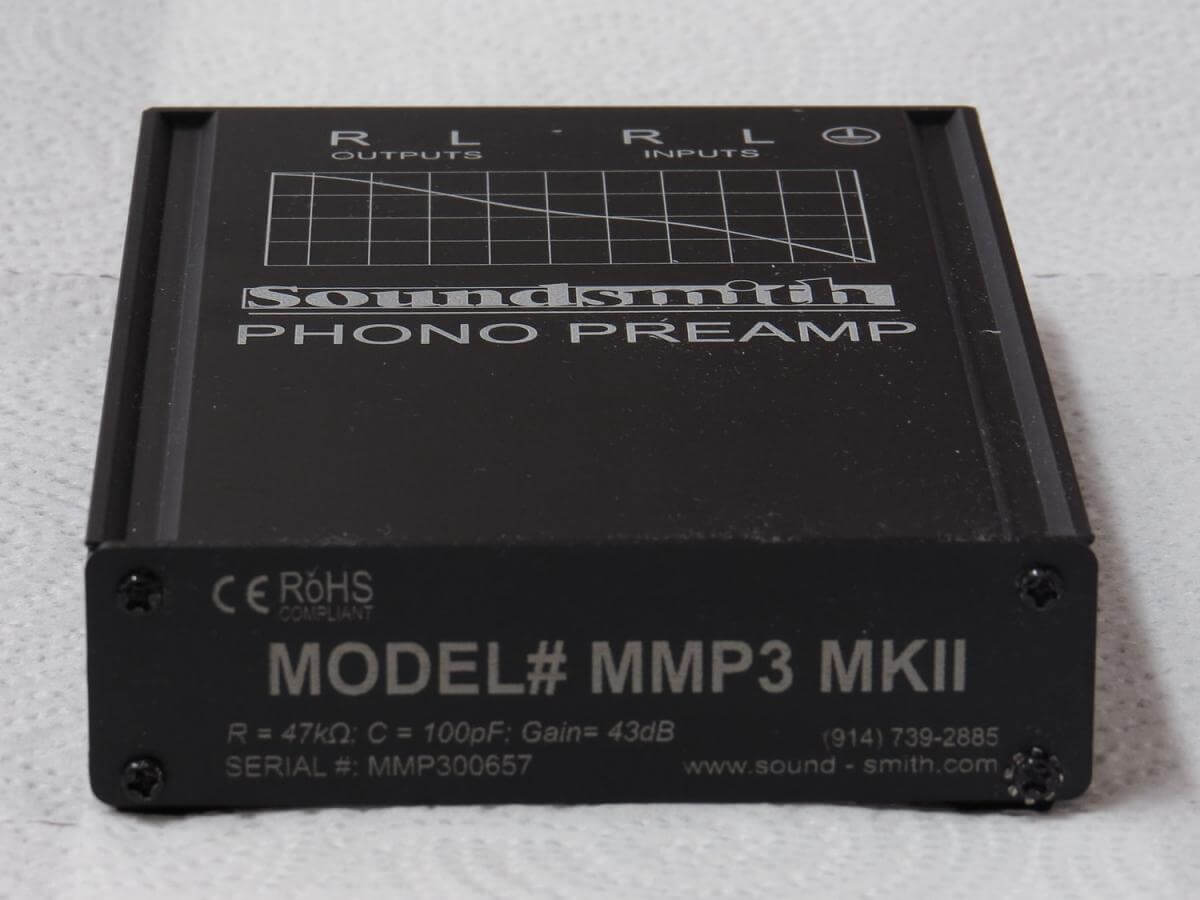 R L R L
OUTPUTS INPUTS
Soundsmith
PHONO PREAMP
CE RoHS
COMPLIANT
MODEL# MMP3 MKII
R = 47kΩ: C = 100pF: Gain= 43dB
(914) 739-2885
SERIAL #: MMP300657
www.sound - smith.com